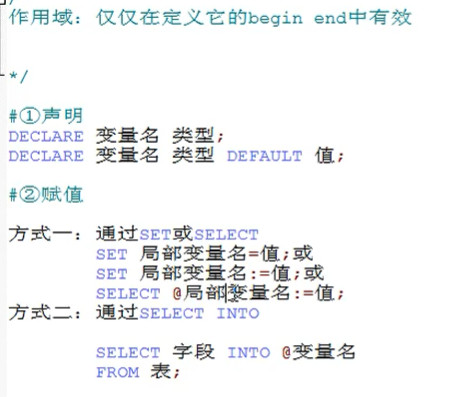 作用域：仅仅在定义它的begin end中有效
*/
#①声明
DECLARE 变量名 类型;
DECLARE 变量名 类型 DEFAULT 值;
#②赋值
方式一：通过SET或SELECT
SET 局部变量名=值;或
SET 局部变量名:=值;或
SELECT @局部变量名:=值;
方式二：通过SELECT INTO
SELECT 字段 INTO @变量名
FROM 表;